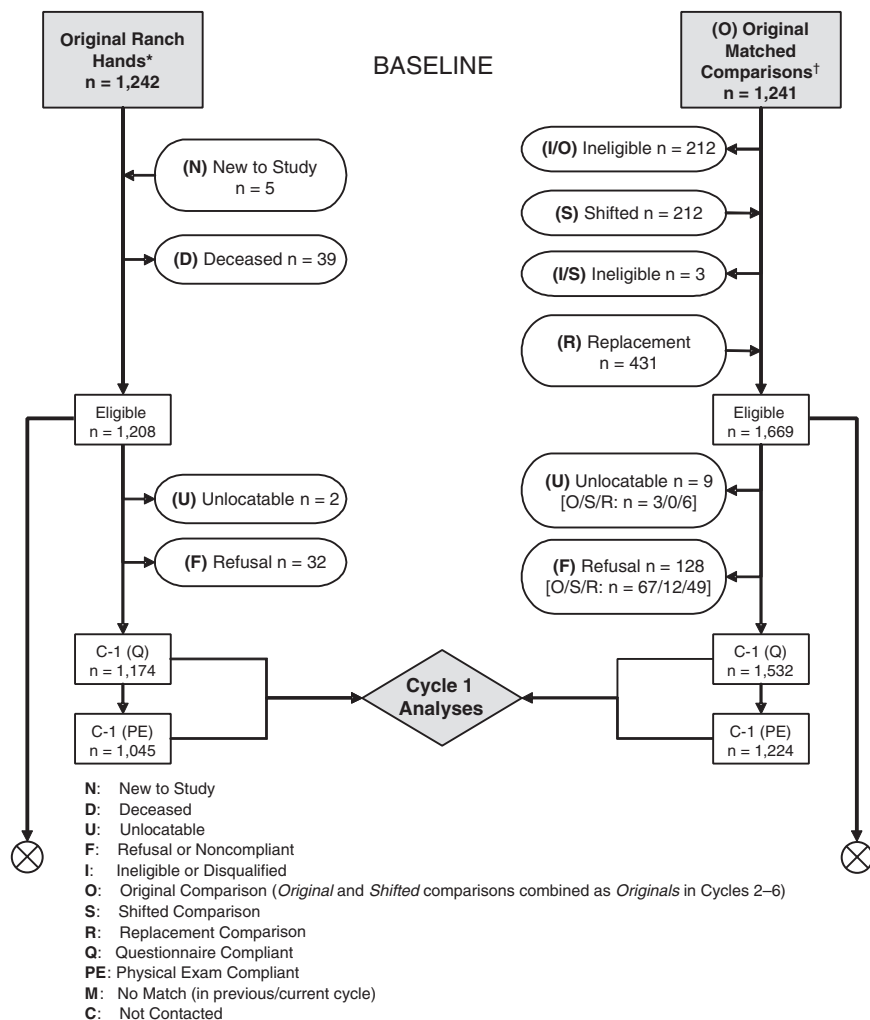 Original Ranch
Hands*
n = 1,242
BASELINE
(O) Original
Matched
Comparisons†
n = 1,241
(N) New to Study
n = 5
(D) Deceased n = 39
(I/O) Ineligible n = 212
(S) Shifted n = 212
(I/S) Ineligible n = 3
(R) Replacement
n = 431
Eligible
n = 1,208
Eligible
n = 1,669
(U) Unlocatable n = 2
(F) Refusal n = 32
(U) Unlocatable n = 9
[O/S/R: n = 3/0/6]
(F) Refusal n = 128
[O/S/R: n = 67/12/49]
C-1 (Q)
n = 1,174
C-1 (PE)
n = 1,045
Cycle 1
Analyses
C-1 (Q)
n = 1,532
C-1 (PE)
n = 1,224
N: New to Study
D: Deceased
U: Unlocatable
F: Refusal or Noncompliant
I: Ineligible or Disqualified
O: Original Comparison (Original and Shifted comparisons combined as Originals in Cycles 2–6)
S: Shifted Comparison
R: Replacement Comparison
Q: Questionnaire Compliant
PE: Physical Exam Compliant
M: No Match (in previous/current cycle)
C: Not Contacted